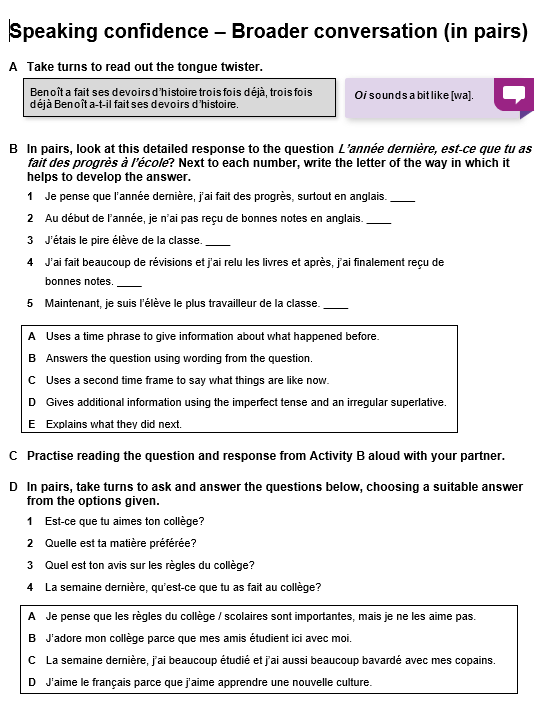 Speaking confidence – Broader conversation (in pairs)
A Take turns to read out the tongue twister.
Benoît a fait ses devoirs d’histoire trois fois déjà, trois fois
déjà Benoît a-t-il fait ses devoirs d’histoire.
Oi sounds a bit like [wa].
B In pairs, look at this detailed response to the question L’année dernière, est-ce que tu as
fait des progrès à l’école? Next to each number, write the letter of the way in which it
helps to develop the answer.
1 Je pense que l’année dernière, j’ai fait des progrès, surtout en anglais. ____
2 Au début de l’année, je n’ai pas reçu de bonnes notes en anglais. ____
3 J’étais le pire élève de la classe. ____
4 J’ai fait beaucoup de révisions et j’ai relu les livres et après, j’ai finalement reçu de
bonnes notes. ____
5 Maintenant, je suis l’élève le plus travailleur de la classe. ____
A Uses a time phrase to give information about what happened before.
B Answers the question using wording from the question.
C Uses a second time frame to say what things are like now.
D Gives additional information using the imperfect tense and an irregular superlative.
E Explains what they did next.
C Practise reading the question and response from Activity B aloud with your partner.
D In pairs, take turns to ask and answer the questions below, choosing a suitable answer
from the options given.
1 Est-ce que tu aimes ton collège?
2 Quelle est ta matière préférée?
3 Quel est ton avis sur les règles du collège?
4 La semaine dernière, qu’est-ce que tu as fait au collège?
A Je pense que les règles du collège / scolaires sont importantes, mais je ne les aime pas.
B J’adore mon collège parce que mes amis étudient ici avec moi.
C La semaine dernière, j’ai beaucoup étudié et j’ai aussi beaucoup bavardé avec mes copains.
D J’aime le français parce que j’aime apprendre une nouvelle culture.